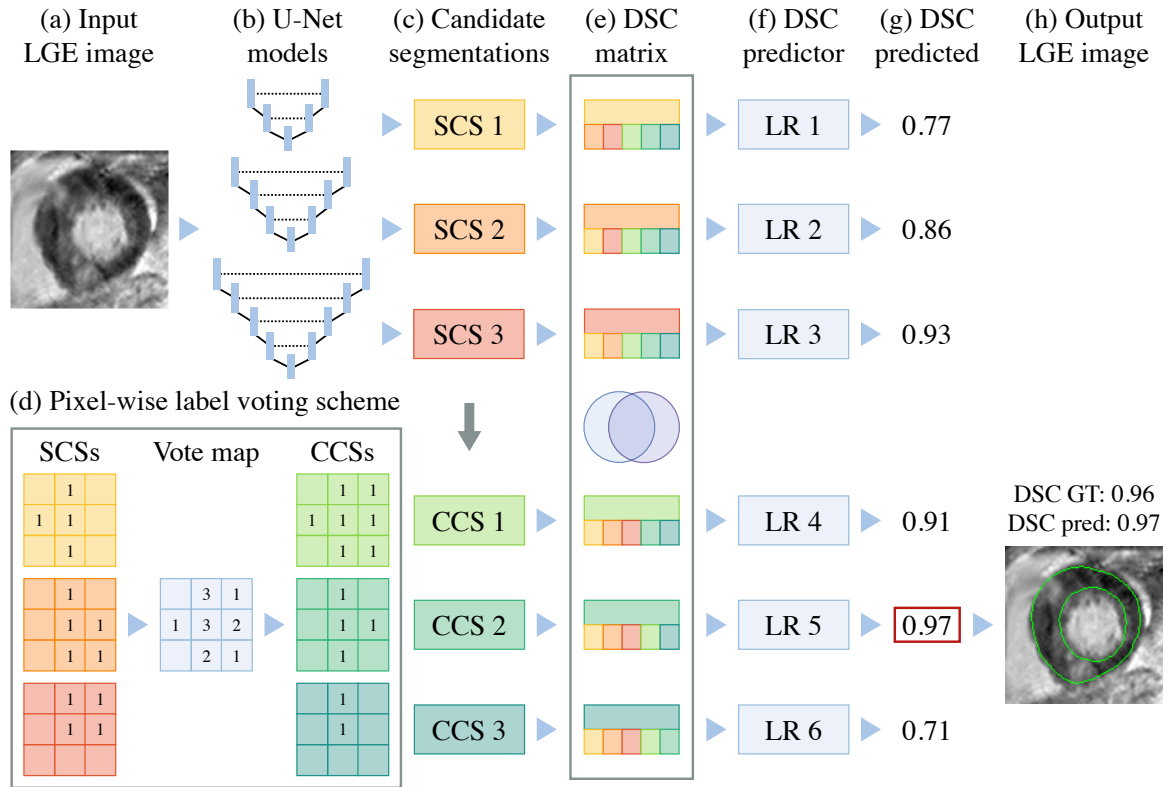 (a) Input
LGE image
(b) U-Net
models
(c) Candidate
segmentations
(e) DSC
matrix
(f) DSC
predictor
(g) DSC
predicted
(h) Output
LGE image
SCS 1
LR 1
0.77
SCS 2
LR 2
0.86
SCS 3
LR 3
0.93
(d) Pixel-wise label voting scheme
SCSs
Vote map
CCSs
1
1 1
1
1
1 1
1 1
1 1
1 1
3 1
1 3 2
2 1
1 1
1 1 1
1 1
1
1 1
1
1
1
CCS 1
LR 4
0.91
CCS 2
LR 5
0.97
CCS 3
LR 6
0.71
DSC GT: 0.96
DSC pred: 0.97